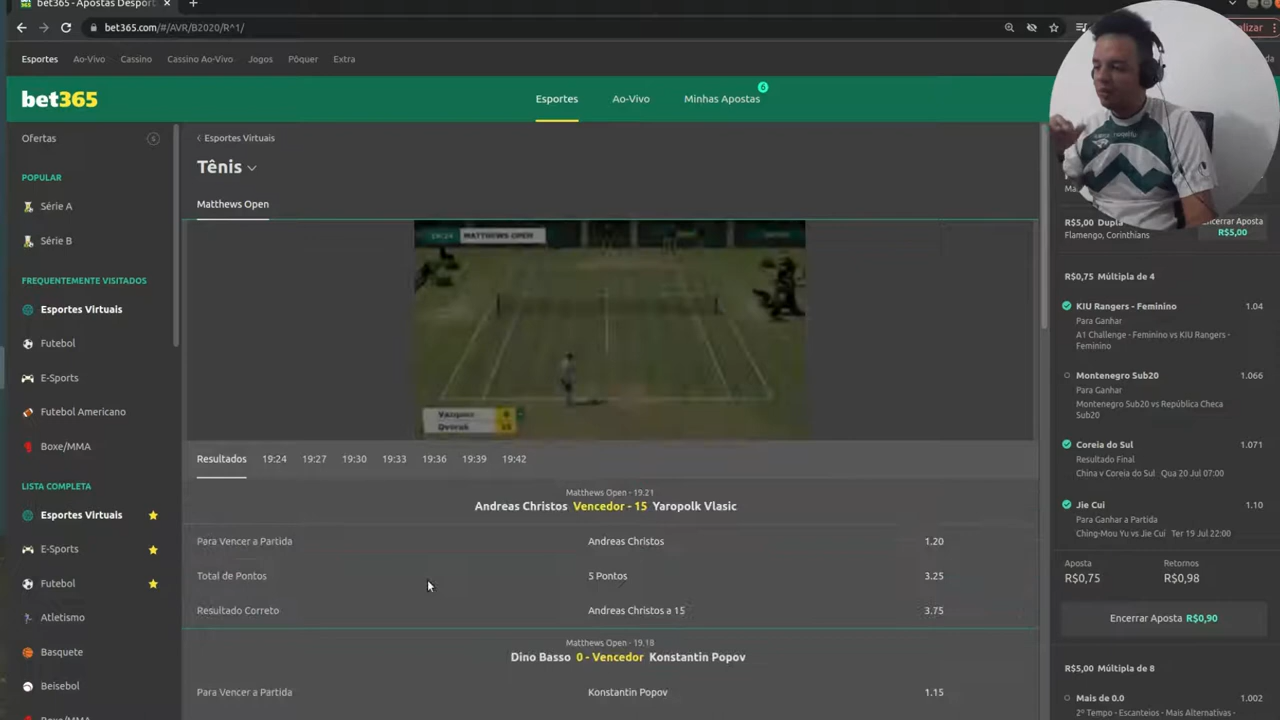 bet365 - Apostas Desport
bet365.com/#/AVR/B2020/R^1/
Esportes
Ao-Vivo
Cassino
Cassino Ao-Vivo
Jogos
Pôquer
Extra
bet365
Esportes
Ao-Vivo
Minhas Apostas
6
Ofertas
6
POPULAR
Série A
Série B
FREQUENTEMENTE VISITADOS
Esportes Virtuais
Futebol
E-Sports
Futebol Americano
Boxe/MMA
LISTA COMPLETA
Esportes Virtuais
E-Sports
Futebol
Atletismo
Basquete
Beisebol
Esportes Virtuais
Tênis
Matthews Open
19:24 MATTHEWS OPEN
Vazquez 0
Dvorak 15
Resultados 19:24 19:27 19:30 19:33 19:36 19:39 19:42
Matthews Open - 19.21
Andreas Christos Vencedor - 15 Yaropolk Vlasic
Para Vencer a Partida Andreas Christos 1.20
Total de Pontos 5 Pontos 3.25
Resultado Correto Andreas Christos a 15 3.75
Matthews Open - 19.18
Dino Basso 0 - Vencedor Konstantin Popov
Para Vencer a Partida Konstantin Popov 1.15
R$5,00 Dupla
Flamengo, Corinthians
Encerrar Aposta
R$5,00
R$0,75 Múltipla de 4
KIU Rangers - Feminino 1.04
Para Ganhar
A1 Challenge - Feminino vs KIU Rangers -
Feminino
Montenegro Sub20 1.066
Para Ganhar
Montenegro Sub20 vs República Checa
Sub20
Coreia do Sul 1.071
Resultado Final
China v Coreia do Sul Qua 20 Jul 07:00
Jie Cui 1.10
Para Ganhar a Partida
Ching-Mou Yu vs Jie Cui Ter 19 Jul 22:00
Aposta Retornos
R$0,75 R$0,98
Encerrar Aposta R$0,90
R$5,00 Múltipla de 8
Mais de 0.0 1.002
2º Tempo - Escanteios - Mais Alternativas -